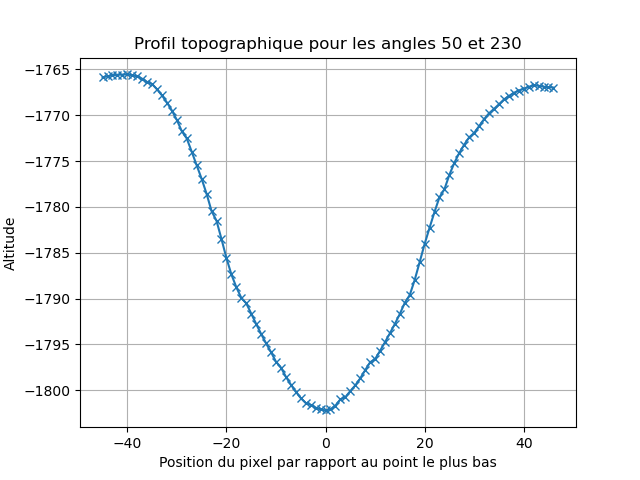 Profil topographique pour les angles 50 et 230
−1765
−1770
−1775
−1780
−1785
−1790
−1795
−1800
Altitude
−40 −20 0 20 40
Position du pixel par rapport au point le plus bas